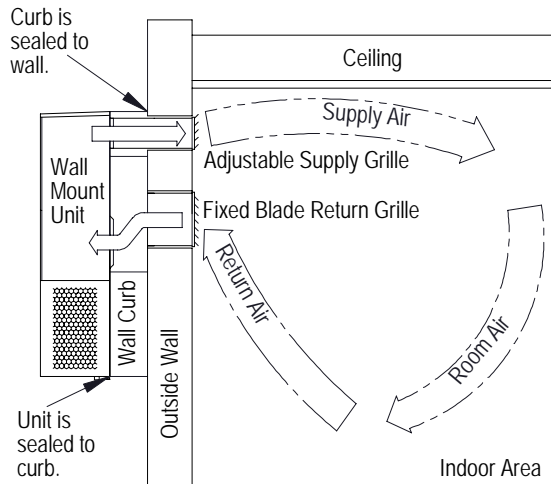 Curb is
sealed to
wall.
Ceiling
Supply Air
Adjustable Supply Grille
Wall
Mount
Unit
Fixed Blade Return Grille
Return Air
Room Air
Wall Curb
Outside Wall
Unit is
sealed to
curb.
Indoor Area